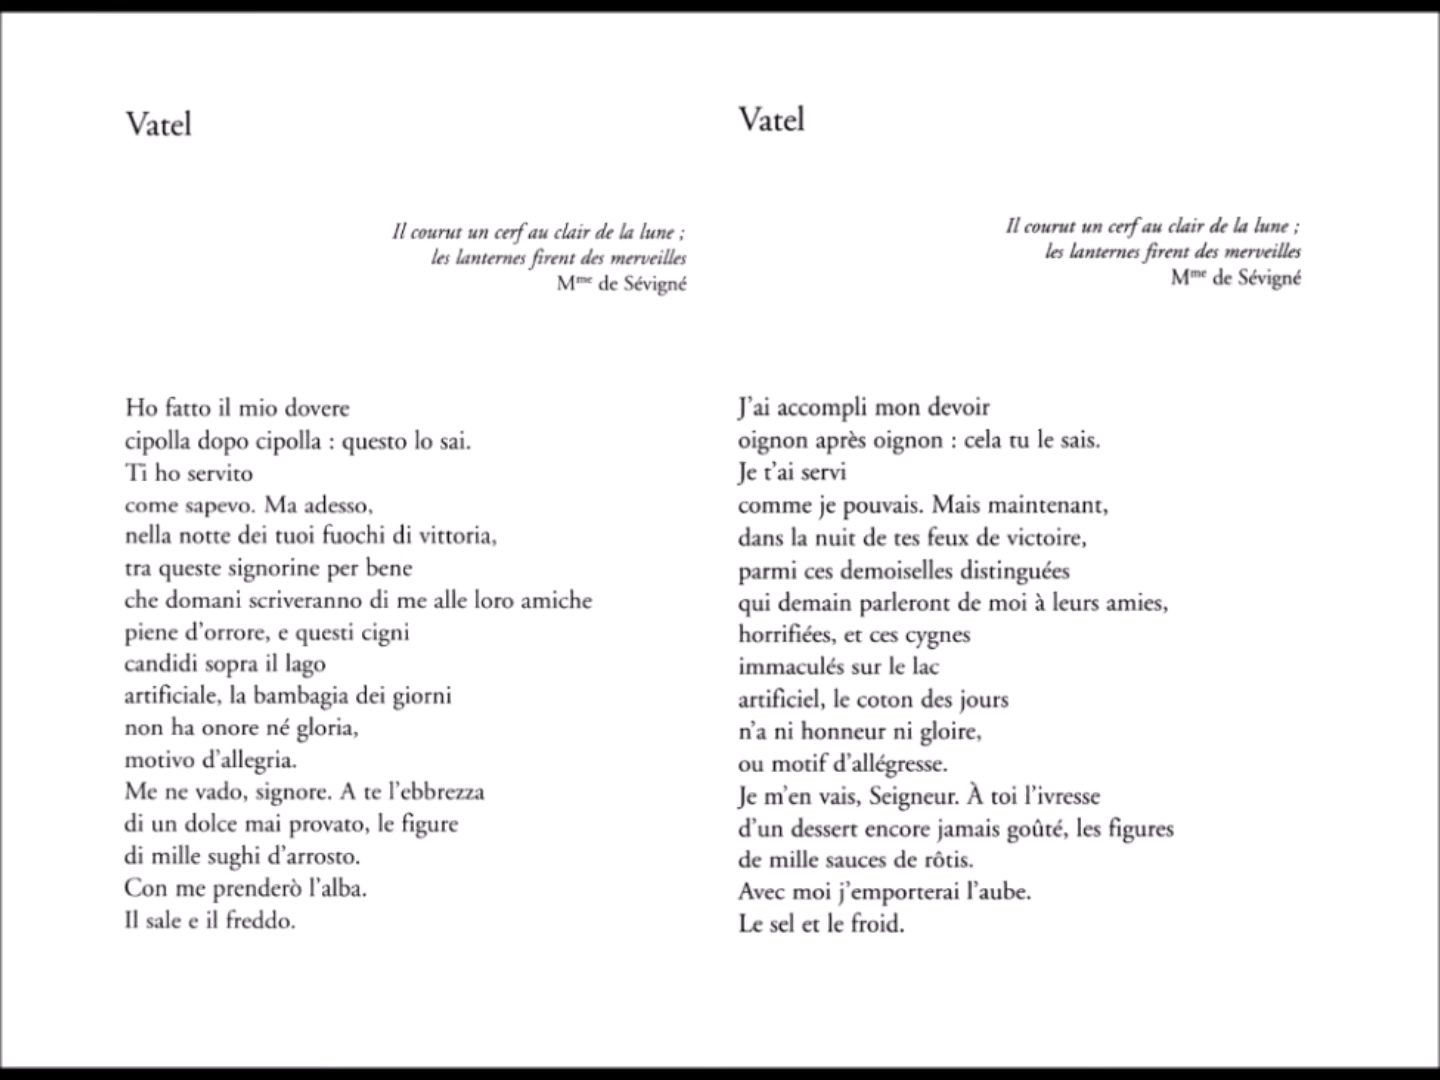 Vatel
Il courut un cerf au clair de la lune ;
les lanternes firent des merveilles
Mme de Sévigné
Ho fatto il mio dovere
cipolla dopo cipolla : questo lo sai.
Ti ho servito
come sapevo. Ma adesso,
nella notte dei tuoi fuochi di vittoria,
tra queste signorine per bene
che domani scriveranno di me alle loro amiche
piene d’orrore, e questi cigni
candidi sopra il lago
artificiale, la bambagia dei giorni
non ha onore né gloria,
motivo d’allegria.
Me ne vado, signore. A te l’ebbrezza
di un dolce mai provato, le figure
di mille sughi d’arrosto.
Con me prenderò l’alba.
Il sale e il freddo.
Vatel
Il courut un cerf au clair de la lune ;
les lanternes firent des merveilles
Mme de Sévigné
J’ai accompli mon devoir
oignon après oignon : cela tu le sais.
Je t’ai servi
comme je pouvais. Mais maintenant,
dans la nuit de tes feux de victoire,
parmi ces demoiselles distinguées
qui demain parleront de moi à leurs amies,
horrifiées, et ces cygnes
immaculés sur le lac
artificiel, le coton des jours
n’a ni honneur ni gloire,
ou motif d’allégresse.
Je m’en vais, Seigneur. À toi l’ivresse
d’un dessert encore jamais goûté, les figures
de mille sauces de rôtis.
Avec moi j’emporterai l’aube.
Le sel et le froid.